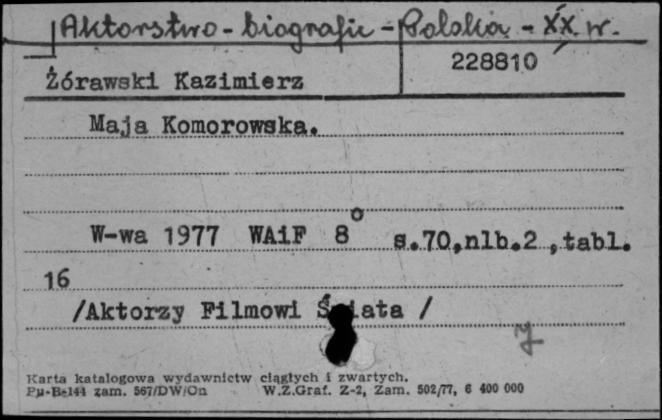 Aktorstwo - biografie - Polska - XX w.
228810
Żórawski Kazimierz
Maja Komorowska.
W-wa 1977 WAiF 8° s.70,nlb.2,tabl.
16
/Aktorzy Filmowi Świata /
Karta katalogowa wydawnictw ciągłych i zwartych.
Pu-B-144 zam. 567/DW/On W.Z.Graf. Z-2, Zam. 502/77, 6 400 000